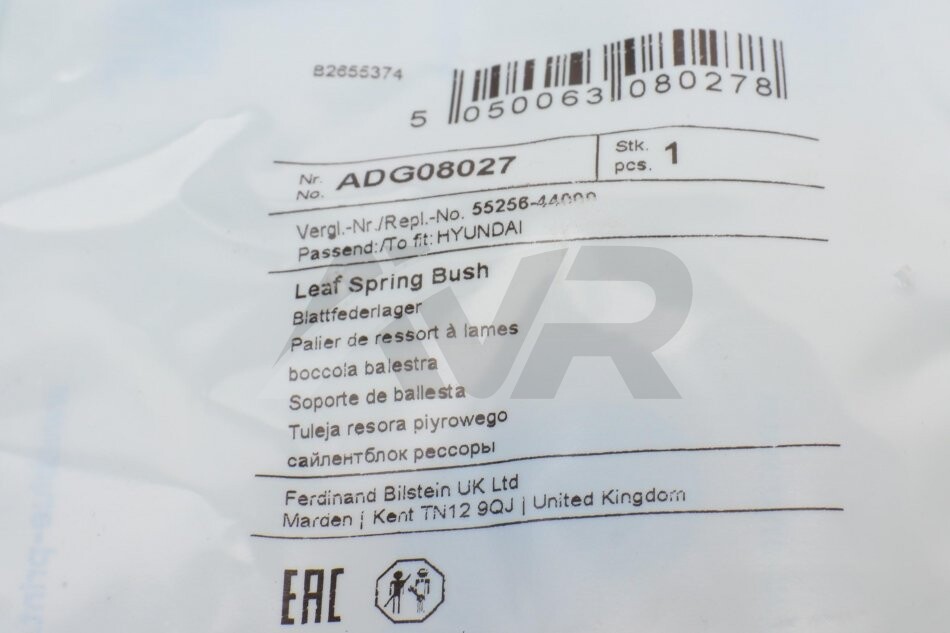 82655374
5 050063 080278
Nr.
No. ADG08027
Stk.
pcs. 1
Vergl.-Nr./Repl.-No. 55256-44000
Passend:/To fit: HYUNDAI
Leaf Spring Bush
Blattfederlager
Palier de ressort à lames
boccola balestra
Soporte de ballesta
Tuleja resora piyrowego
сайлентблок рессоры
Ferdinand Bilstein UK Ltd
Marden | Kent TN12 9QJ | United Kingdom
EAC